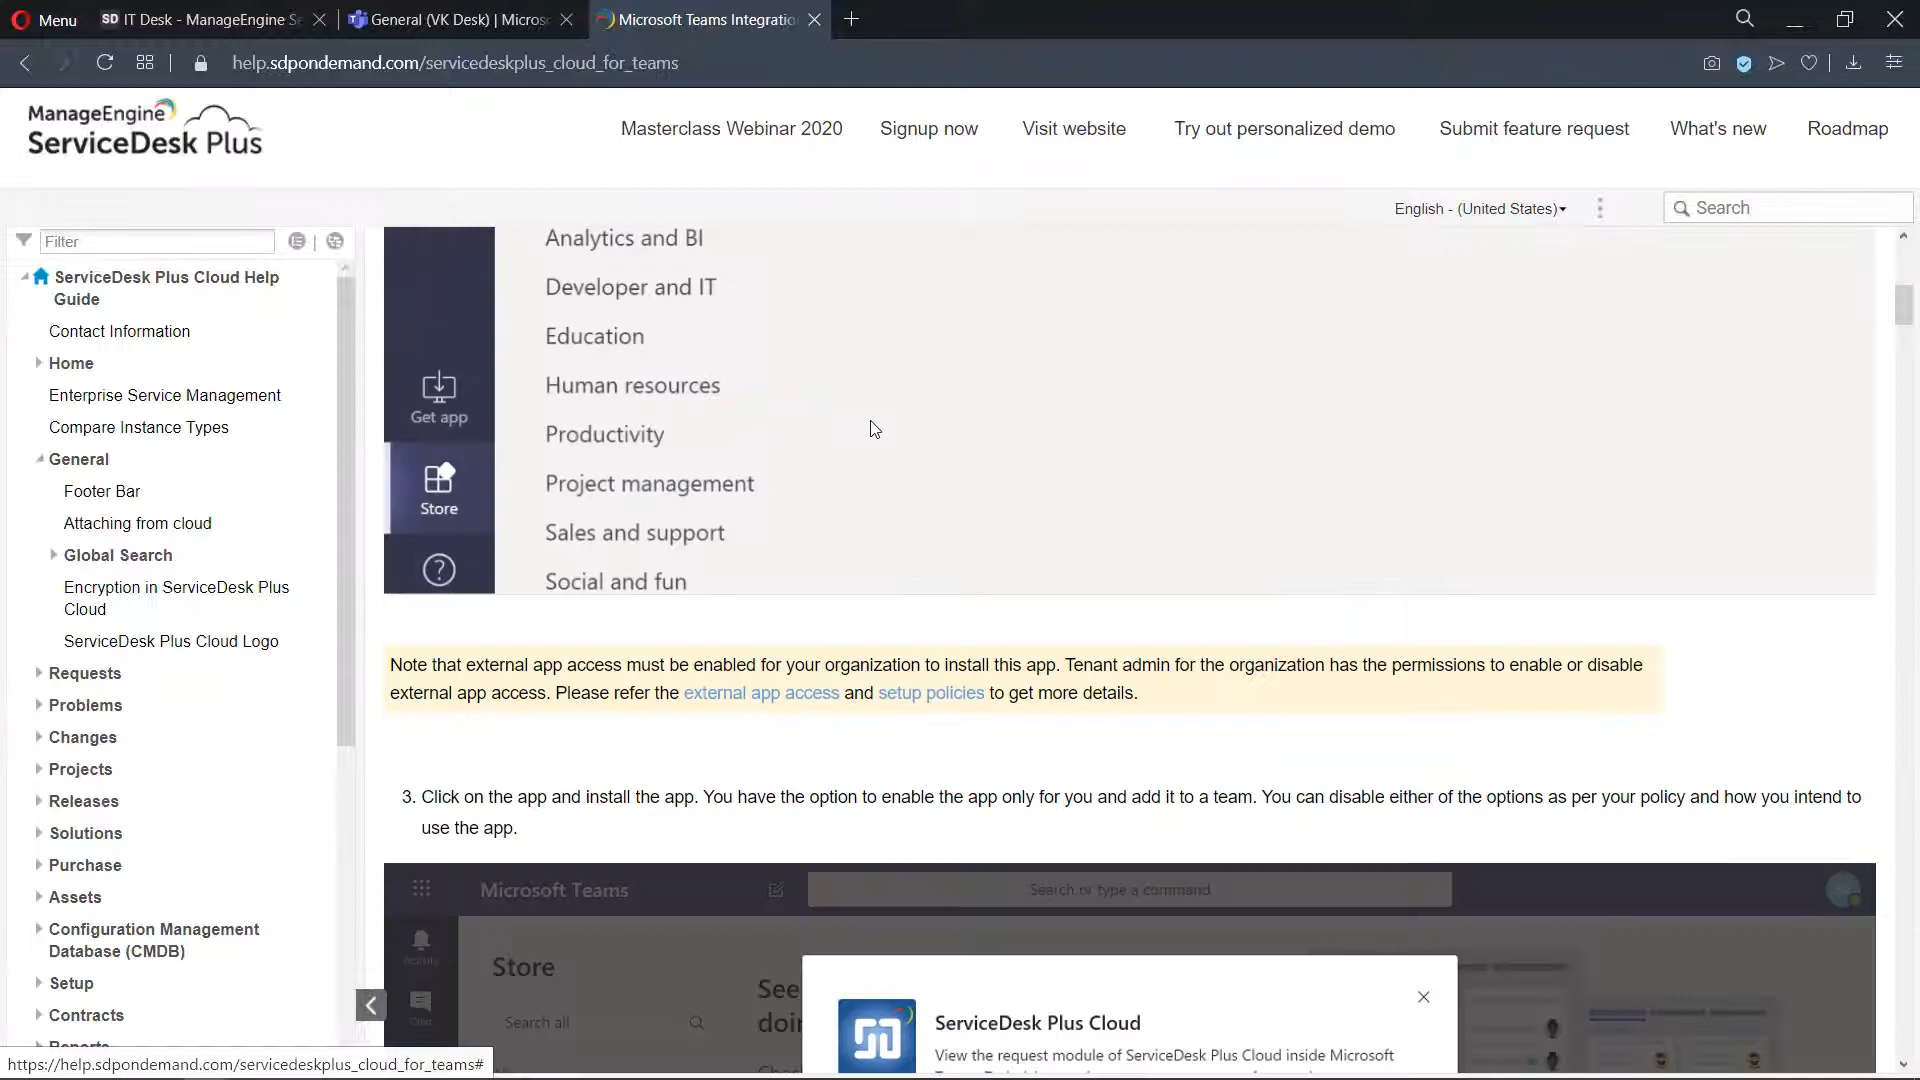 Menu
SD IT Desk - ManageEngine Se
General (VK Desk) | Microso
Microsoft Teams Integratio
help.sdpondemand.com/servicedeskplus_cloud_for_teams
ManageEngine
ServiceDesk Plus
Masterclass Webinar 2020
Signup now
Visit website
Try out personalized demo
Submit feature request
What's new
Roadmap
English - (United States)
Search
Filter
ServiceDesk Plus Cloud Help
Guide
Contact Information
Home
Enterprise Service Management
Compare Instance Types
General
Footer Bar
Attaching from cloud
Global Search
Encryption in ServiceDesk Plus
Cloud
ServiceDesk Plus Cloud Logo
Requests
Problems
Changes
Projects
Releases
Solutions
Purchase
Assets
Configuration Management
Database (CMDB)
Setup
Contracts
Reports
https://help.sdpondemand.com/servicedeskplus_cloud_for_teams#
Get app
Store
Analytics and BI
Developer and IT
Education
Human resources
Productivity
Project management
Sales and support
Social and fun
Note that external app access must be enabled for your organization to install this app. Tenant admin for the organization has the permissions to enable or disable
external app access. Please refer the external app access and setup policies to get more details.
3. Click on the app and install the app. You have the option to enable the app only for you and add it to a team. You can disable either of the options as per your policy and how you intend to
use the app.
Microsoft Teams
Search or type a command
Activity
Chat
Store
Search all
See
ServiceDesk Plus Cloud
View the request module of ServiceDesk Plus Cloud inside Microsoft